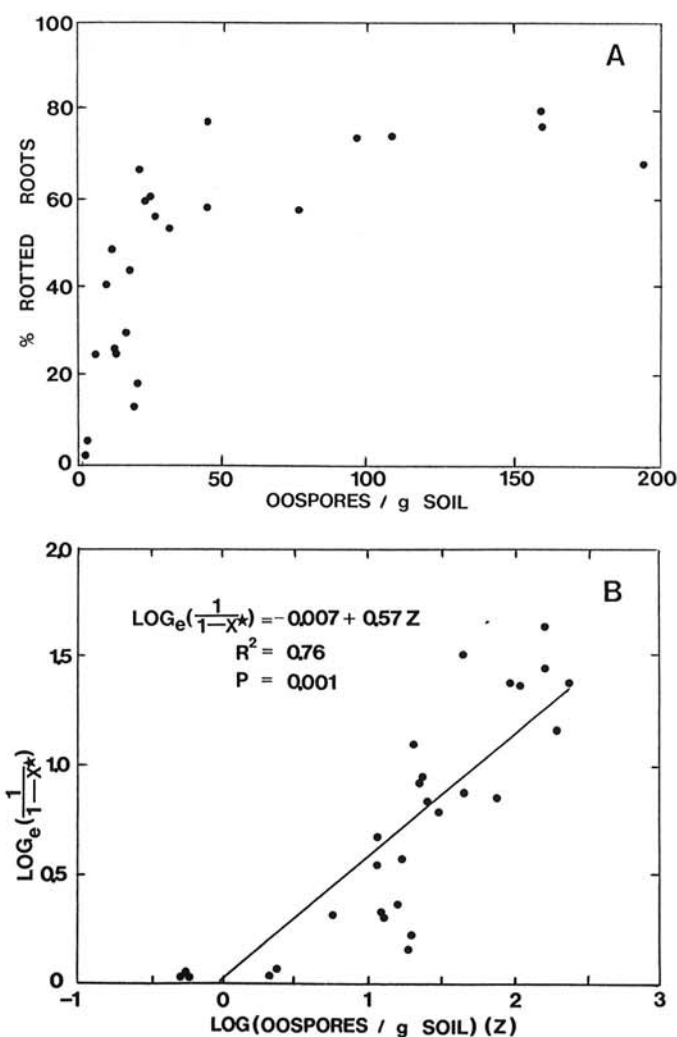 100
A
80
60
40
20
0
% ROTTED ROOTS
0 50 100 150 200
OOSPORES / g SOIL
2.0
B
LOGe(1/1—X*) = -0.007 + 0.57 Z
R2 = 0.76
P = 0.001
1.5
1.0
0.5
0
LOGe(1/1—X*)
-1 0 1 2 3
LOG(OOSPORES / g SOIL) (Z)